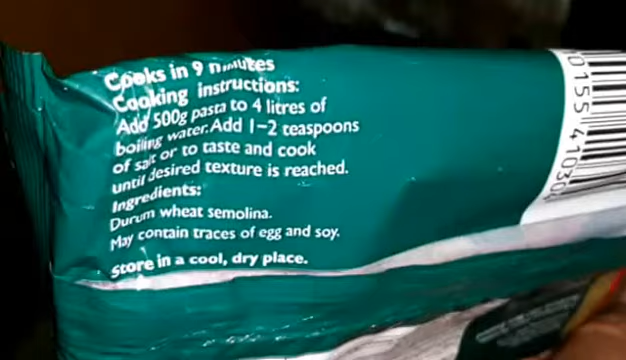 Cooks in 9 minutes
Cooking instructions:
Add 500g pasta to 4 litres of
boiling water. Add 1-2 teaspoons
of salt or to taste and cook
until desired texture is reached.
Ingredients:
Durum wheat semolina.
May contain traces of egg and soy.
Store in a cool, dry place.
0155 41030